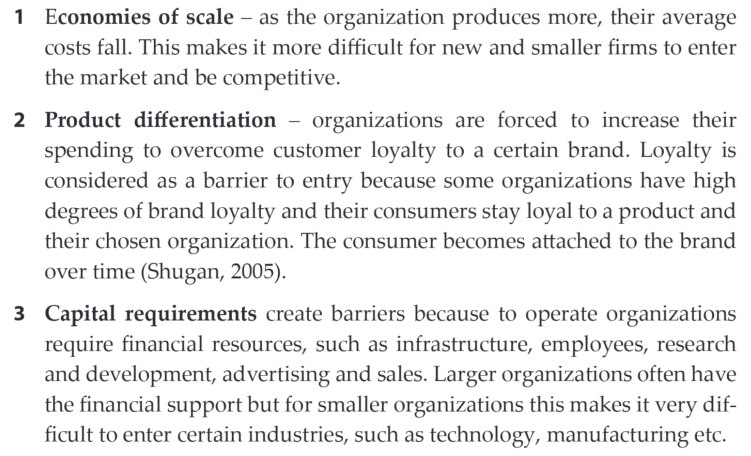 1 Economies of scale – as the organization produces more, their average
costs fall. This makes it more difficult for new and smaller firms to enter
the market and be competitive.
2 Product differentiation – organizations are forced to increase their
spending to overcome customer loyalty to a certain brand. Loyalty is
considered as a barrier to entry because some organizations have high
degrees of brand loyalty and their consumers stay loyal to a product and
their chosen organization. The consumer becomes attached to the brand
over time (Shugan, 2005).
3 Capital requirements create barriers because to operate organizations
require financial resources, such as infrastructure, employees, research
and development, advertising and sales. Larger organizations often have
the financial support but for smaller organizations this makes it very dif-
ficult to enter certain industries, such as technology, manufacturing etc.